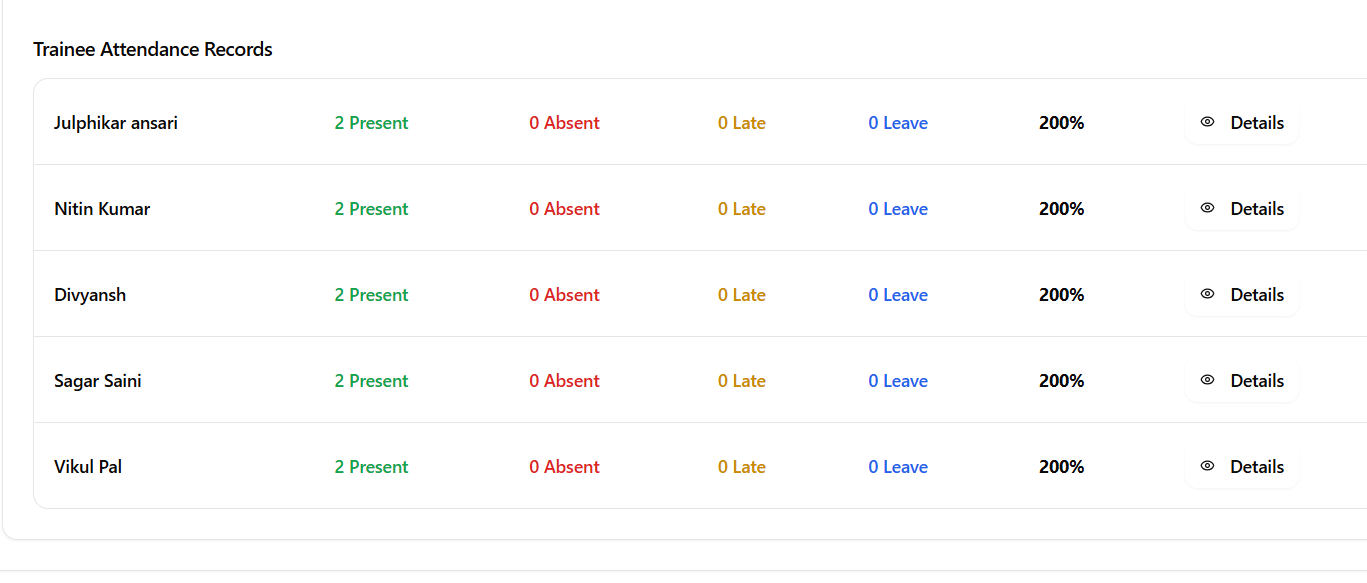 Trainee Attendance Records
Julphikar ansari 2 Present 0 Absent 0 Late 0 Leave 200% Details
Nitin Kumar 2 Present 0 Absent 0 Late 0 Leave 200% Details
Divyansh 2 Present 0 Absent 0 Late 0 Leave 200% Details
Sagar Saini 2 Present 0 Absent 0 Late 0 Leave 200% Details
Vikul Pal 2 Present 0 Absent 0 Late 0 Leave 200% Details